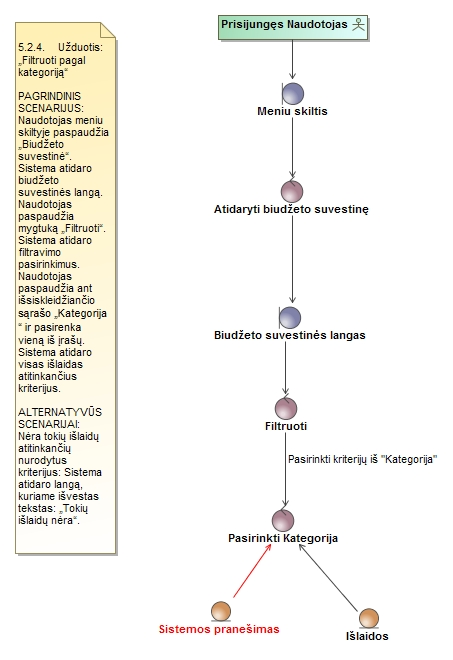 5.2.4. Užduotis:
„Filtruoti pagal
kategoriją“
PAGRINDINIS
SCENARIJUS:
Naudotojas meniu
skiltyje paspaudžia
„Biudžeto
suvestinė“.
Sistema atidaro
biudžeto
suvestinės langą.
Naudotojas
paspaudžia
mygtuką „Filtruoti“.
Sistema atidaro
filtravimo
pasirinkimus.
Naudotojas
paspaudžia ant
išsiskleidžiančio
sąrašo „Kategorija
“ ir pasirenka
vieną iš įrašų.
Sistema atidaro
visas išlaidas
atitinkančius
kriterijus.
ALTERNATYVŪS
SCENARIJAI:
Nėra tokių išlaidų
atitinkančių
nurodytus
kriterijus: Sistema
atidaro langą,
kuriame išvestas
tekstas: „Tokių
išlaidų nėra“.
Prisijungęs Naudotojas
Meniu skiltis
Atidaryti biudžeto suvestinę
Biudžeto suvestinės langas
Filtruoti
Pasirinkti kriterijų iš "Kategorija"
Pasirinkti Kategorija
Sistemos pranešimas
Išlaidos